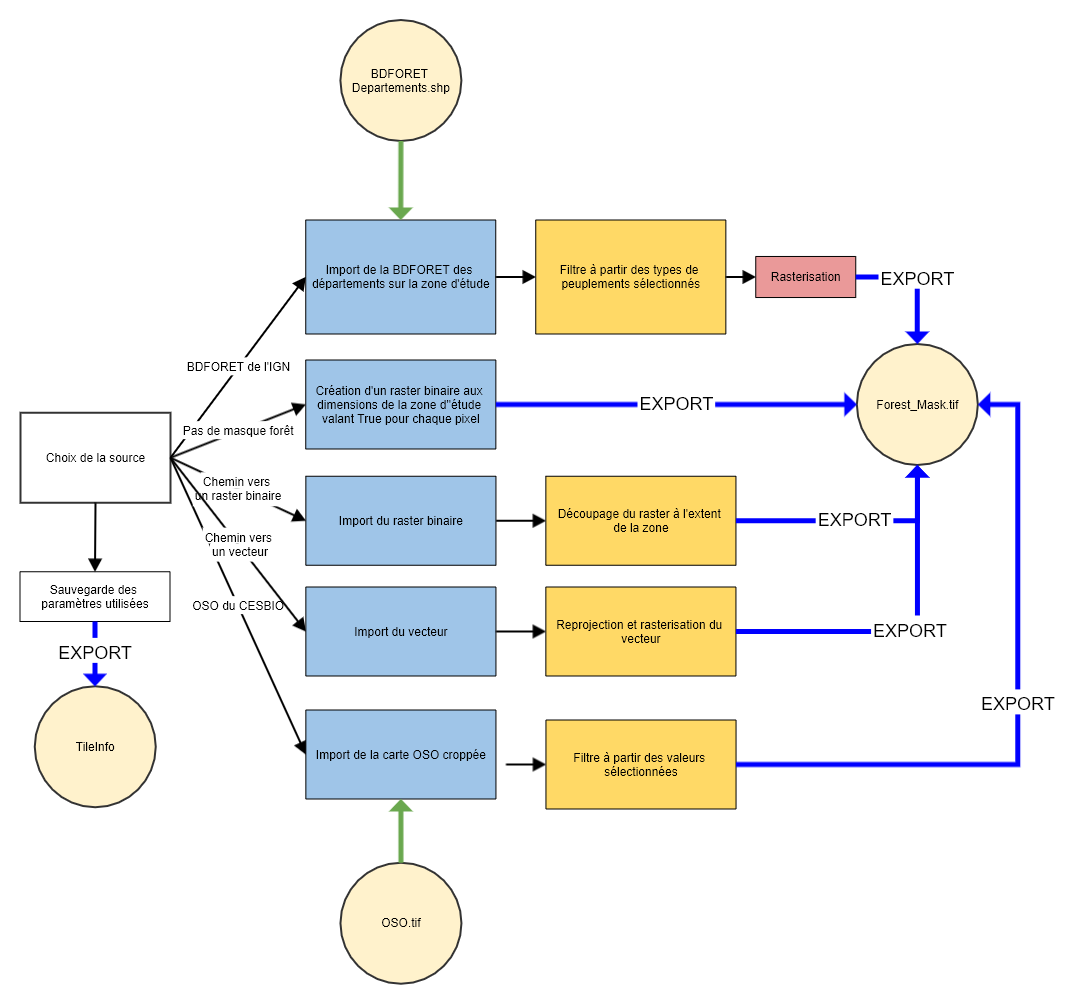 BDFORET
Departements.shp
Import de la BDFORET des
départements sur la zone d'étude
Filtre à partir des types de
peuplements sélectionnés
Rasterisation
EXPORT
BDFORET de l'IGN
Création d'un raster binaire aux
dimensions de la zone d"étude
valant True pour chaque pixel
EXPORT
Forest_Mask.tif
Pas de masque forêt
Choix de la source
Chemin vers
un raster binaire
Import du raster binaire
Découpage du raster à l'extent
de la zone
EXPORT
Chemin vers
un vecteur
Sauvegarde des
paramètres utilisées
OSO du CESBIO
Import du vecteur
Reprojection et rasterisation du
vecteur
EXPORT
EXPORT
TileInfo
Import de la carte OSO croppée
Filtre à partir des valeurs
sélectionnées
EXPORT
OSO.tif